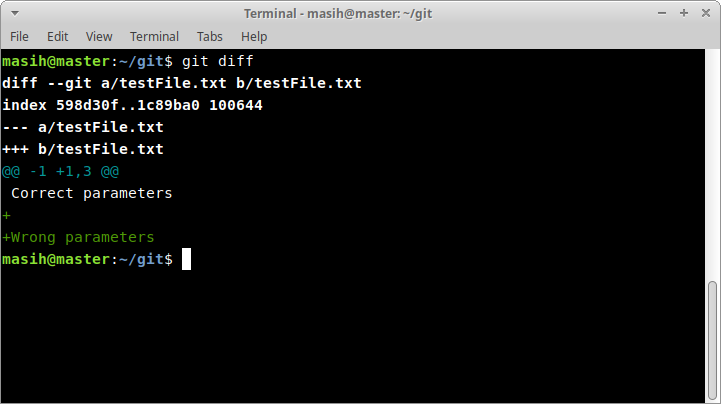 Terminal - masih@master: ~/git
File Edit View Terminal Tabs Help
masih@master:~/git$ git diff
diff --git a/testFile.txt b/testFile.txt
index 598d30f..1c89ba0 100644
--- a/testFile.txt
+++ b/testFile.txt
@@ -1 +1,3 @@
 Correct parameters
+
+Wrong parameters
masih@master:~/git$